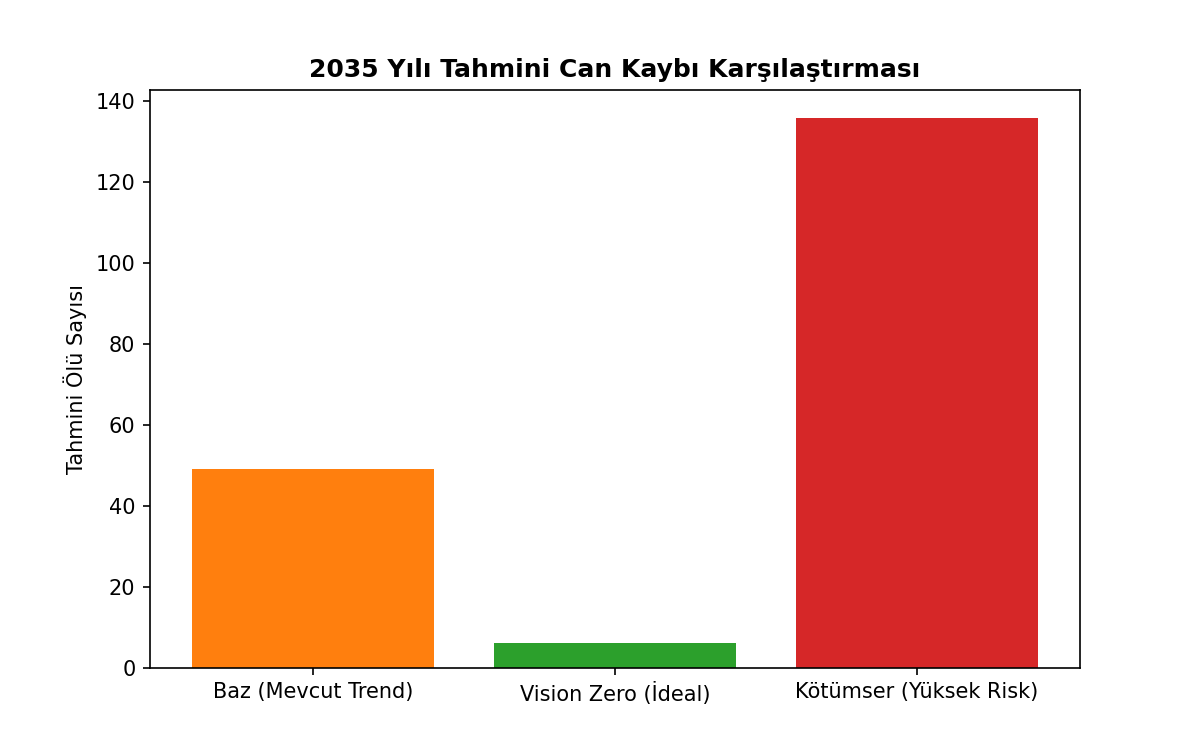 2035 Yılı Tahmini Can Kaybı Karşılaştırması
Tahmini Ölü Sayısı
140
120
100
80
60
40
20
0
Baz (Mevcut Trend)
Vision Zero (İdeal)
Kötümser (Yüksek Risk)